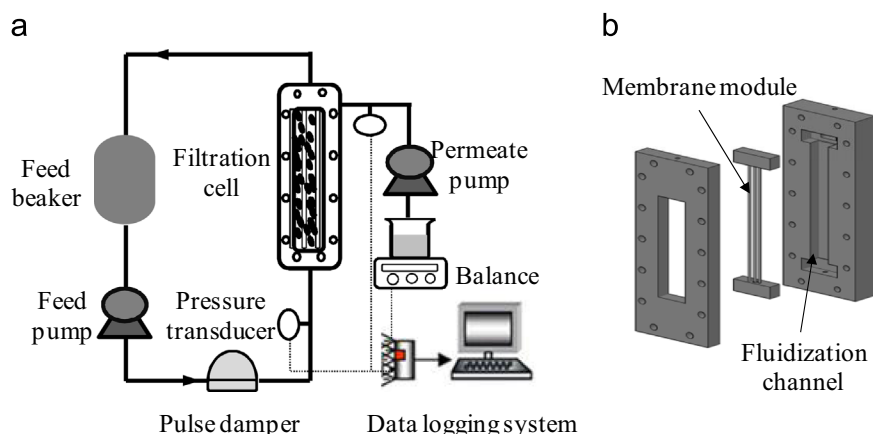 a
b
Membrane module
Feed
beaker
Filtration
cell
Permeate
pump
Feed
pump
Pressure
transducer
Balance
Fluidization
channel
Pulse damper
Data logging system